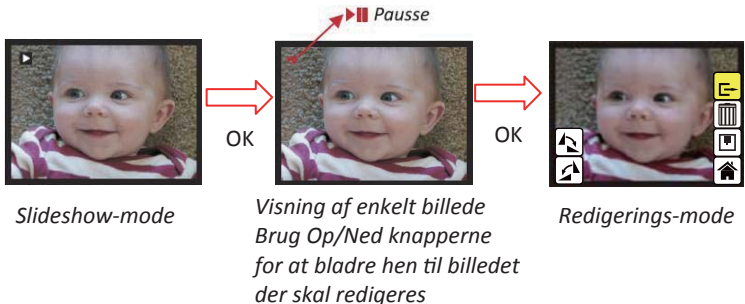 Pausse
OK
OK
Slideshow-mode
Visning af enkelt billede
Brug Op/Ned knapperne
for at bladre hen til billedet
der skal redigeres
Redigerings-mode